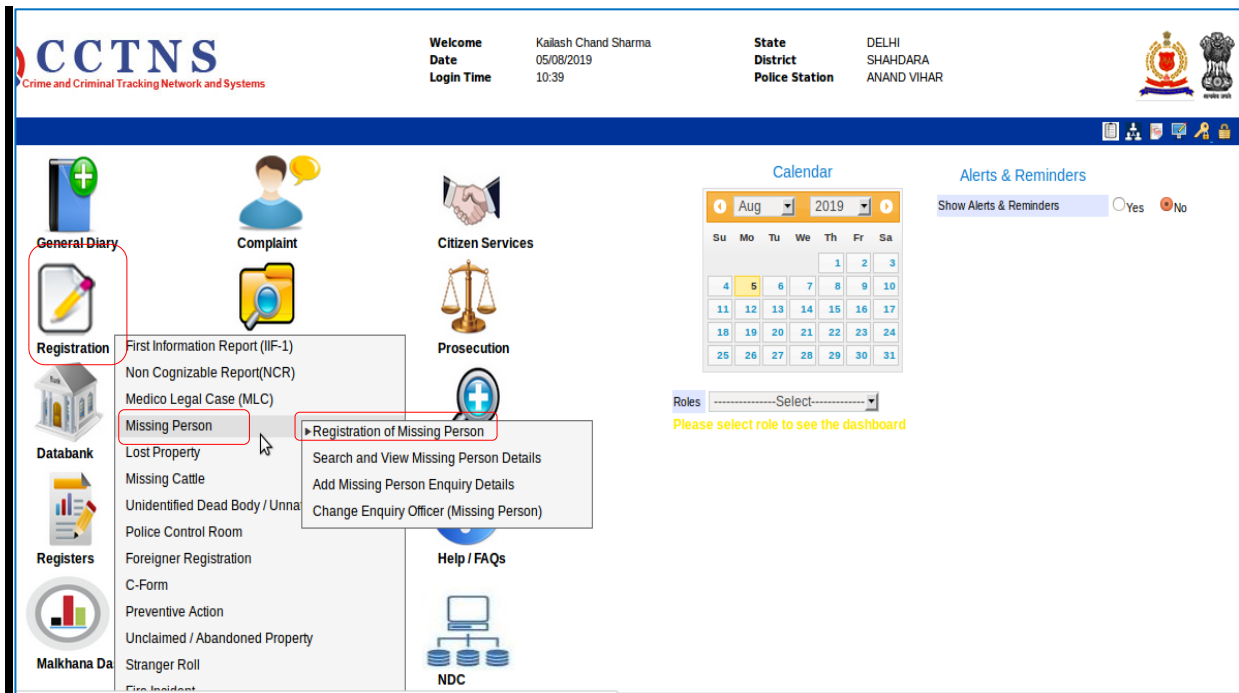 CCTNS
Crime and Criminal Tracking Network and Systems
Welcome Kailash Chand Sharma
Date 05/08/2019
Login Time 10:39
State DELHI
District SHAHDARA
Police Station ANAND VIHAR
General Diary
Complaint
Citizen Services
Registration
Prosecution
Databank
Registers
Help / FAQs
Malkhana Da
NDC
First Information Report (IIF-1)
Non Cognizable Report(NCR)
Medico Legal Case (MLC)
Missing Person
Lost Property
Missing Cattle
Unidentified Dead Body / Unna
Police Control Room
Foreigner Registration
C-Form
Preventive Action
Unclaimed / Abandoned Property
Stranger Roll
Fire Incident
Registration of Missing Person
Search and View Missing Person Details
Add Missing Person Enquiry Details
Change Enquiry Officer (Missing Person)
Calendar
Aug 2019
Su Mo Tu We Th Fr Sa
1 2 3
4 5 6 7 8 9 10
11 12 13 14 15 16 17
18 19 20 21 22 23 24
25 26 27 28 29 30 31
Roles ---------------Select-------------
Please select role to see the dashboard
Alerts & Reminders
Show Alerts & Reminders Yes No